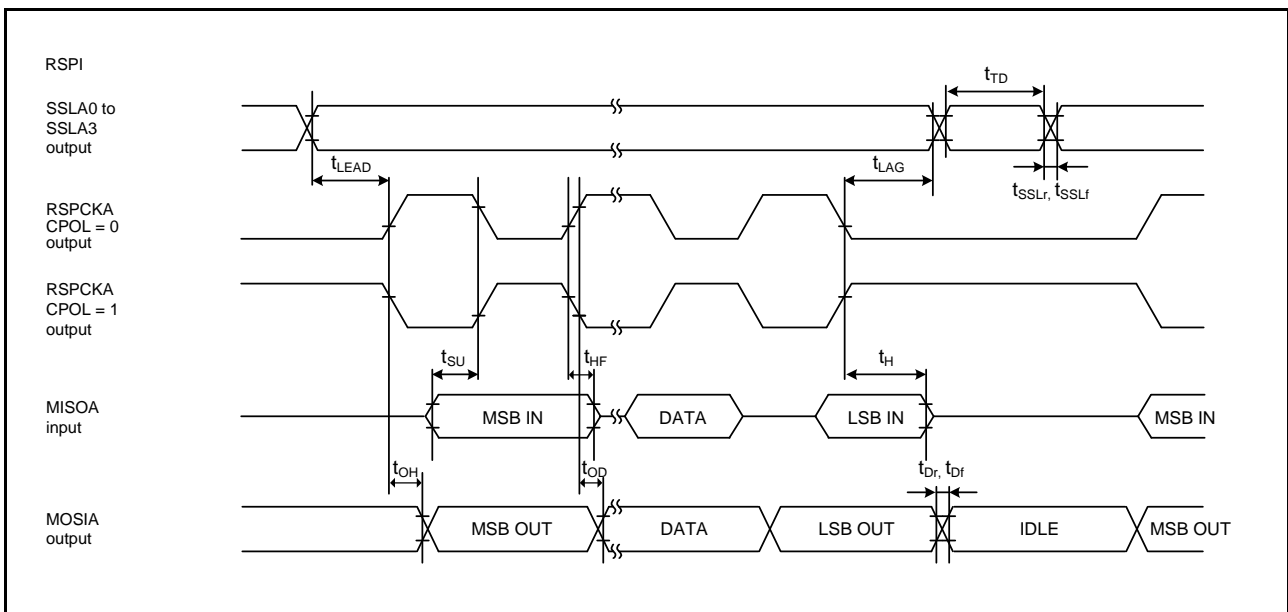 RSPI
tTD
SSLA0 to
SSLA3
output
tLEAD
tLAG
tSSLr, tSSLf
RSPCKA
CPOL = 0
output
RSPCKA
CPOL = 1
output
tSU
tHF
tH
MISOA
input
MSB IN
DATA
LSB IN
MSB IN
tOH
tOD
tDr, tDf
MOSIA
output
MSB OUT
DATA
LSB OUT
IDLE
MSB OUT